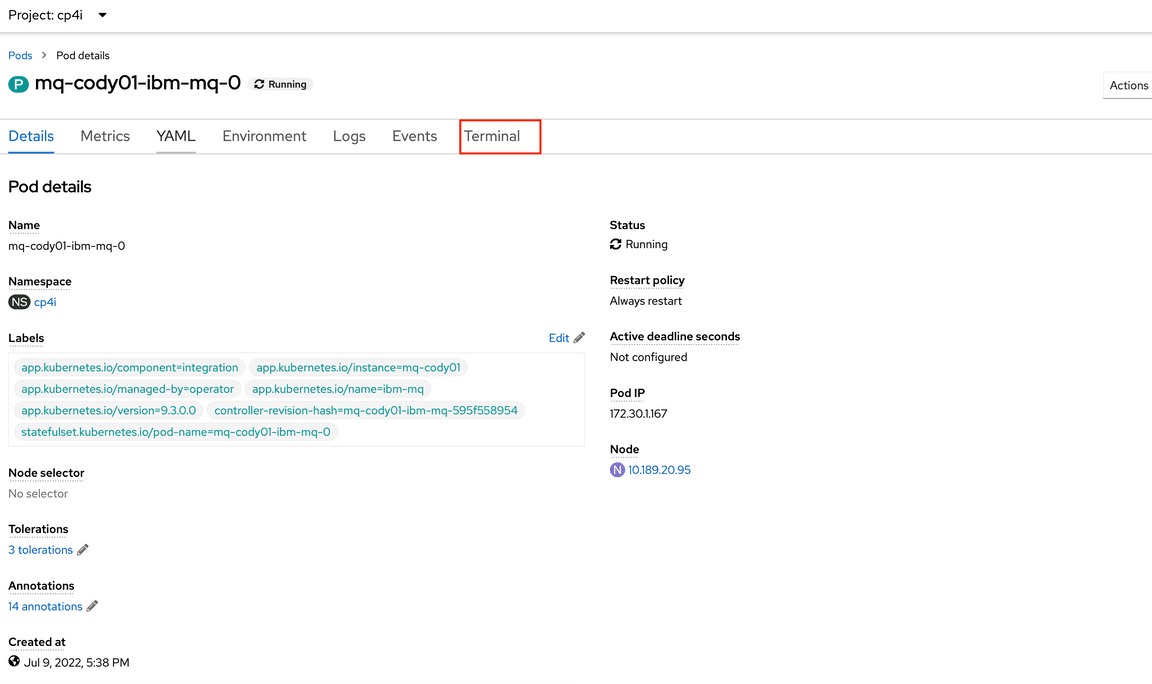 Project: cp4i
Pods > Pod details
P mq-cody01-ibm-mq-0 Running
Actions
Details Metrics YAML Environment Logs Events Terminal
Pod details
Name
mq-cody01-ibm-mq-0
Namespace
NS cp4i
Labels Edit
app.kubernetes.io/component=integration app.kubernetes.io/instance=mq-cody01
app.kubernetes.io/managed-by=operator app.kubernetes.io/name=ibm-mq
app.kubernetes.io/version=9.3.0.0 controller-revision-hash=mq-cody01-ibm-mq-595f558954
statefulset.kubernetes.io/pod-name=mq-cody01-ibm-mq-0
Node selector
No selector
Tolerations
3 tolerations
Annotations
14 annotations
Created at
Jul 9, 2022, 5:38 PM
Status
Running
Restart policy
Always restart
Active deadline seconds
Not configured
Pod IP
172.30.1.167
Node
N 10.189.20.95